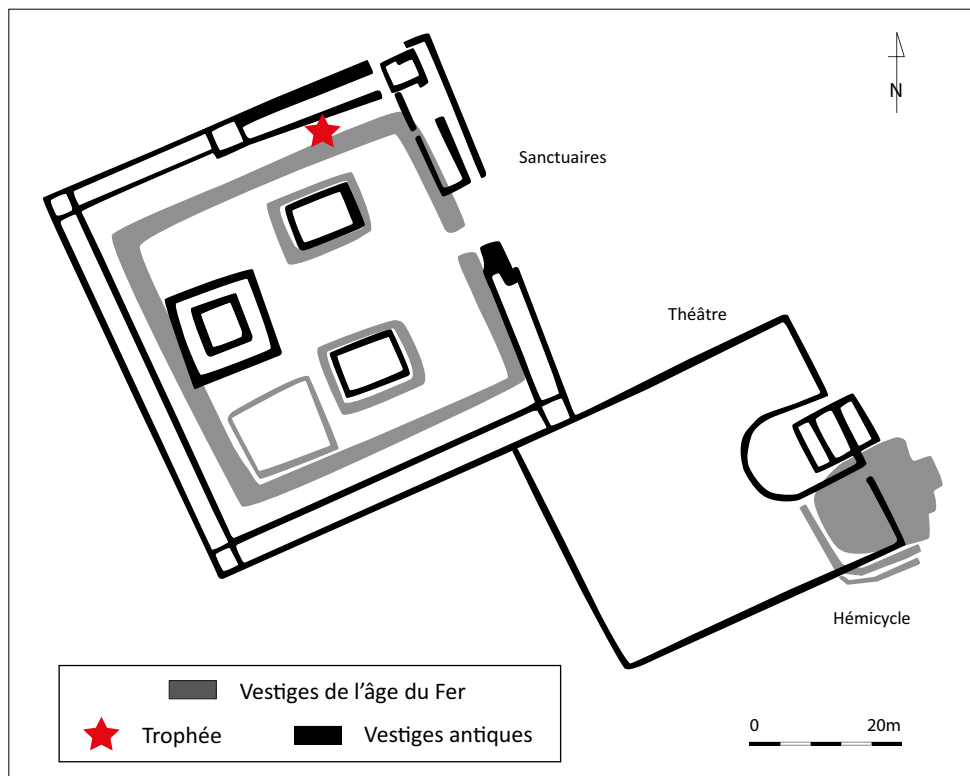 N
Sanctuaires
Théâtre
Hémicycle
Vestiges de l'âge du Fer
Trophée
Vestiges antiques
0
20m